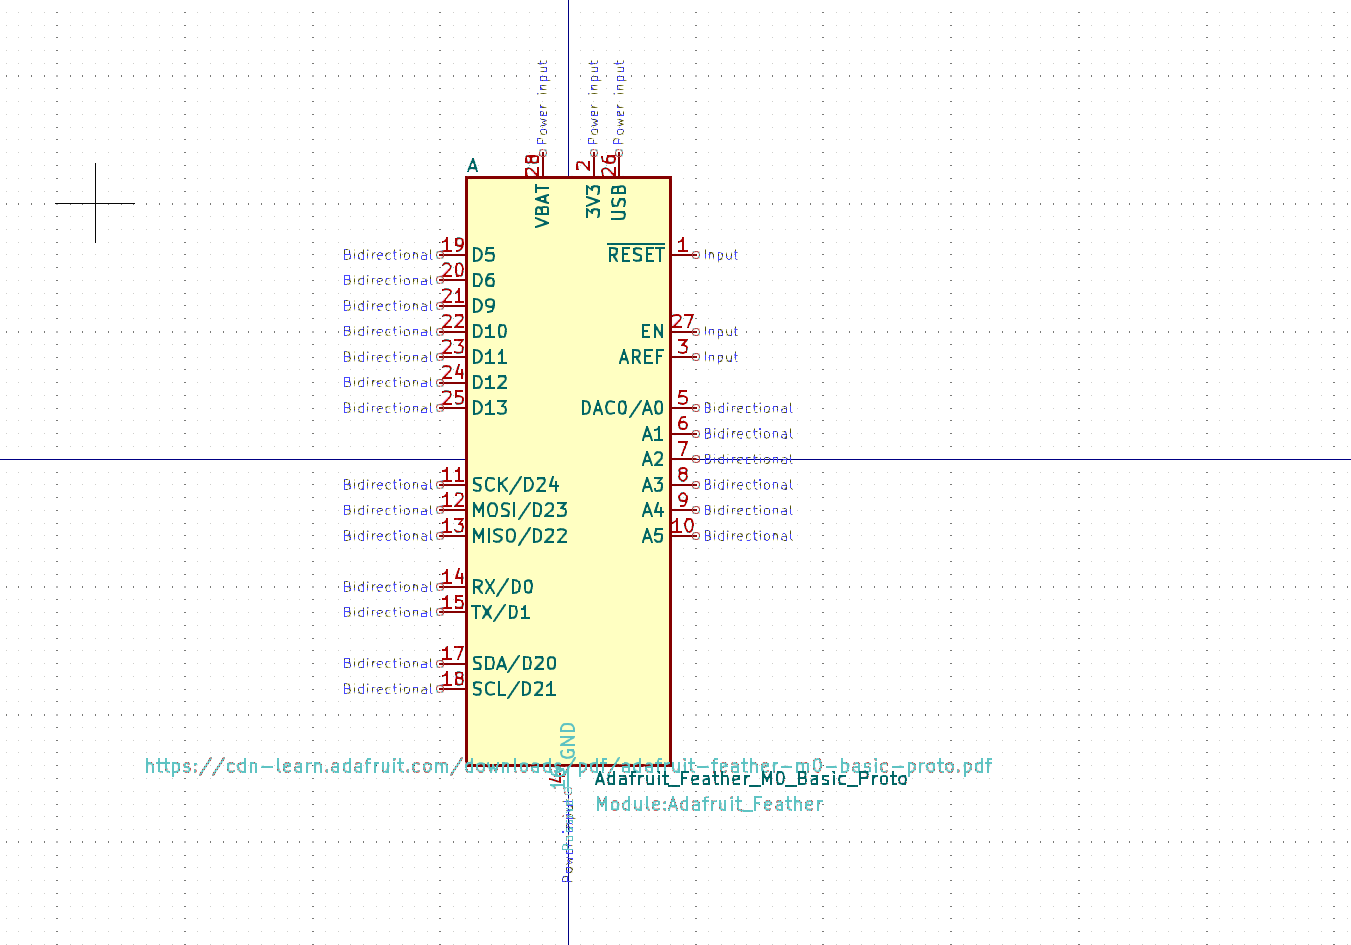 Power input
Power input
Power input
28
2
26
A
VBAT
3V3
USB
Bidirectional 19 D5
RESET 1 Input
Bidirectional 20 D6
Bidirectional 21 D9
Bidirectional 22 D10
EN 27 Input
Bidirectional 23 D11
AREF 3 Input
Bidirectional 24 D12
Bidirectional 25 D13
DAC0/A0 5 Bidirectional
A1 6 Bidirectional
A2 7 Bidirectional
Bidirectional 11 SCK/D24
A3 8 Bidirectional
Bidirectional 12 MOSI/D23
A4 9 Bidirectional
Bidirectional 13 MISO/D22
A5 10 Bidirectional
Bidirectional 14 RX/D0
Bidirectional 15 TX/D1
Bidirectional 17 SDA/D20
Bidirectional 18 SCL/D21
GND
https://cdn-learn.adafruit.com/downloads/pdf/adafruit-feather-m0-basic-proto.pdf
Adafruit_Feather_M0_Basic_Proto
Module:Adafruit_Feather